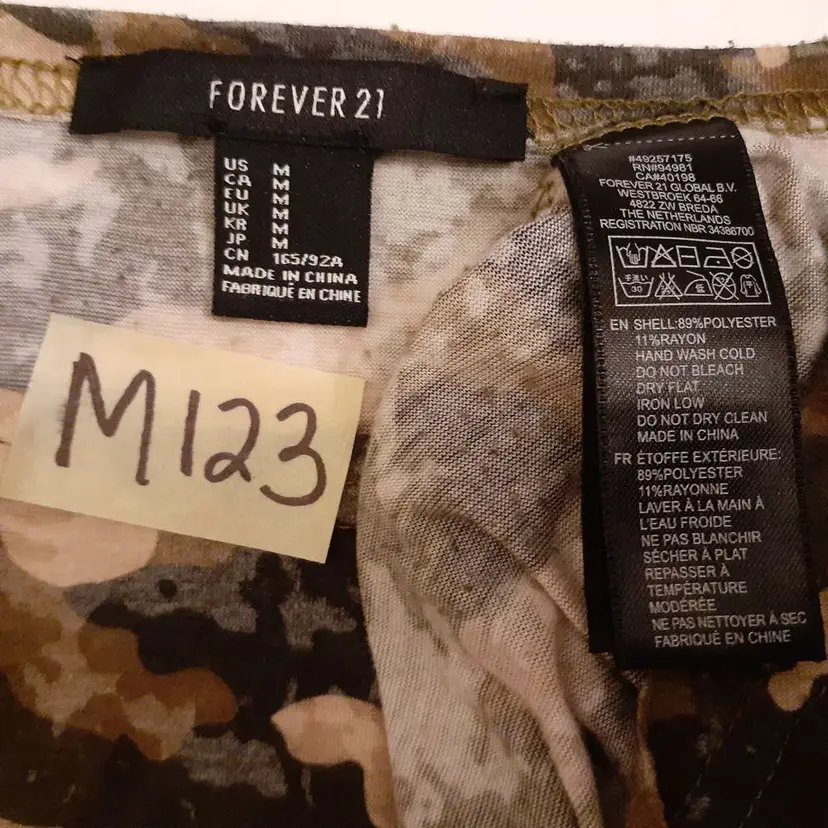 FOREVER 21
US M
CA M
EU M
UK M
KR M
JP M
CN 165/92A
MADE IN CHINA
FABRIQUÉ EN CHINE
M123
#49257175
RN#94981
CA#40198
FOREVER 21 GLOBAL B.V.
WESTBROEK 64-66
4822 ZW BREDA
THE NETHERLANDS
REGISTRATION NBR 34386700
手洗い
30
EN SHELL:89%POLYESTER
11%RAYON
HAND WASH COLD
DO NOT BLEACH
DRY FLAT
IRON LOW
DO NOT DRY CLEAN
MADE IN CHINA
FR ÉTOFFE EXTÉRIEURE:
89%POLYESTER
11%RAYONNE
LAVER À LA MAIN À
L'EAU FROIDE
NE PAS BLANCHIR
SÉCHER À PLAT
REPASSER À
TEMPÉRATURE
MODÉRÉE
NE PAS NETTOYER À SEC
FABRIQUÉ EN CHINE